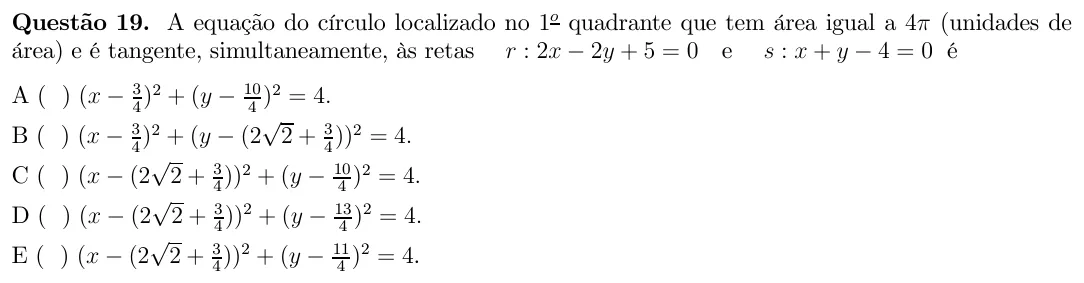 Questão 19. A equação do círculo localizado no 1º quadrante que tem área igual a 4π (unidades de
área) e é tangente, simultaneamente, às retas r : 2x − 2y + 5 = 0 e s : x + y − 4 = 0 é
A ( ) (x − 3/4)² + (y − 10/4)² = 4.
B ( ) (x − 3/4)² + (y − (2√2 + 3/4))² = 4.
C ( ) (x − (2√2 + 3/4))² + (y − 10/4)² = 4.
D ( ) (x − (2√2 + 3/4))² + (y − 13/4)² = 4.
E ( ) (x − (2√2 + 3/4))² + (y − 11/4)² = 4.